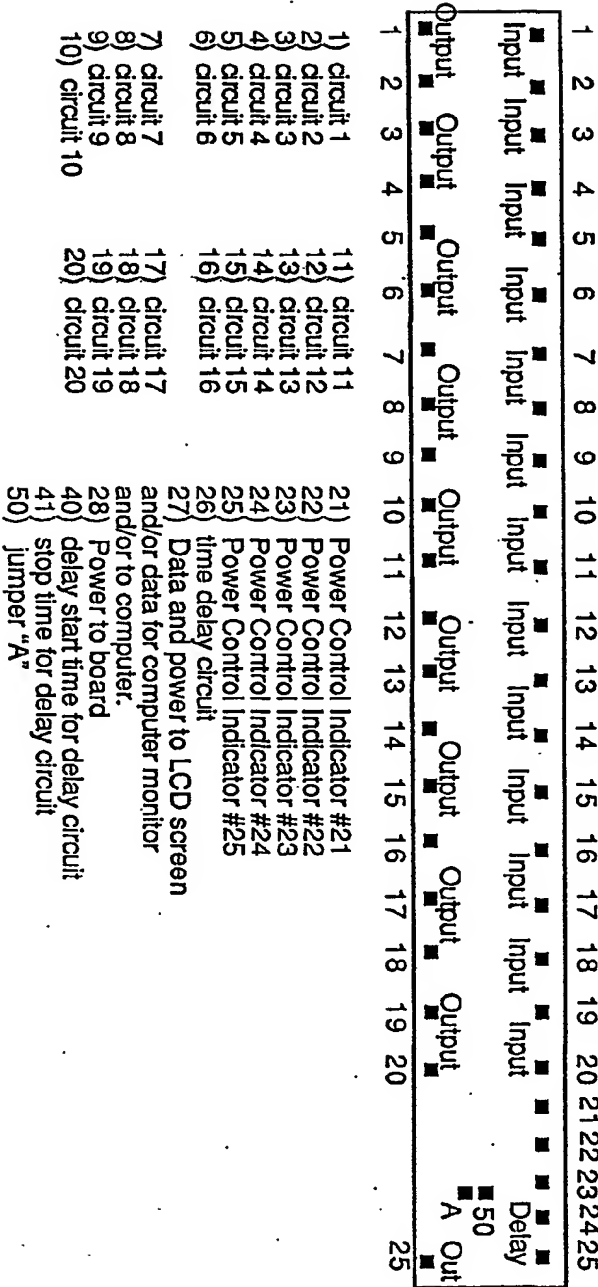 1 2 3 4 5 6 7 8 9 10 11 12 13 14 15 16 17 18 19 20 21 22 23 24 25
Input Input Input Input Input Input Input Input Input Input Input Input Input Delay
50
Output Output Output Output Output Output Output Output Output A Out
1 2 3 4 5 6 7 8 9 10 11 12 13 14 15 16 17 18 19 20 25
1) circuit 1
2) circuit 2
3) circuit 3
4) circuit 4
5) circuit 5
6) circuit 6
7) circuit 7
8) circuit 8
9) circuit 9
10) circuit 10
11) circuit 11
12) circuit 12
13) circuit 13
14) circuit 14
15) circuit 15
16) circuit 16
17) circuit 17
18) circuit 18
19) circuit 19
20) circuit 20
21) Power Control Indicator #21
22) Power Control Indicator #22
23) Power Control Indicator #23
24) Power Control Indicator #24
25) Power Control Indicator #25
26) time delay circuit
27) Data and power to LCD screen
and/or data for computer monitor
and/or to computer.
28) Power to board
40) delay start time for delay circuit
41) stop time for delay circuit
50) jumper "A"